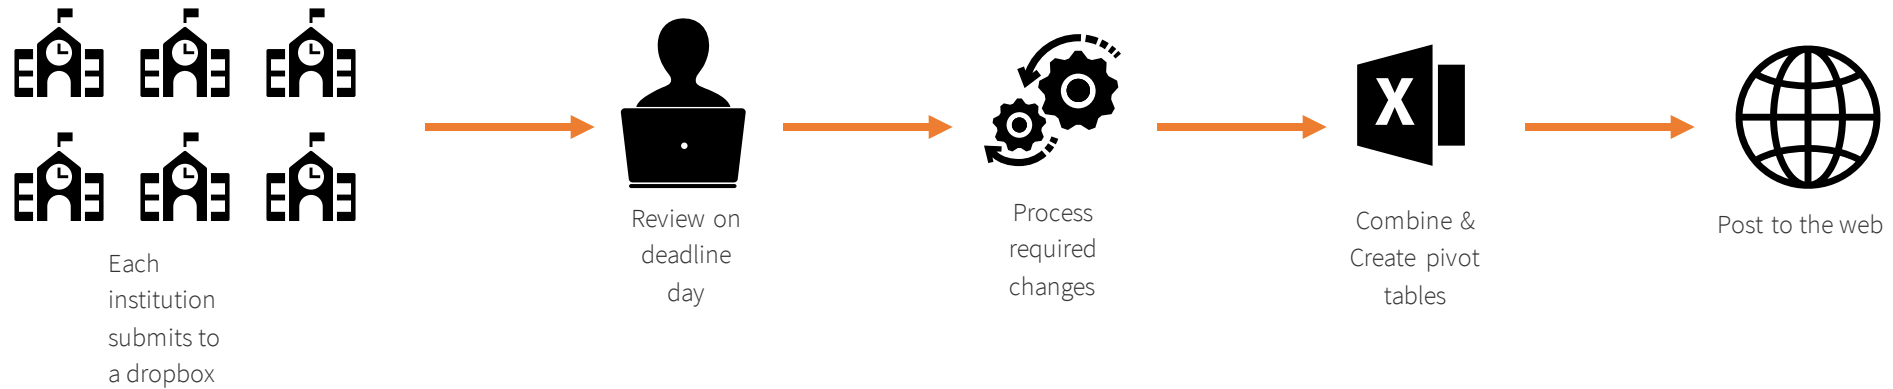 Each
institution
submits to
a dropbox
Review on
deadline
day
Process
required
changes
X
Combine &
Create pivot
tables
Post to the web